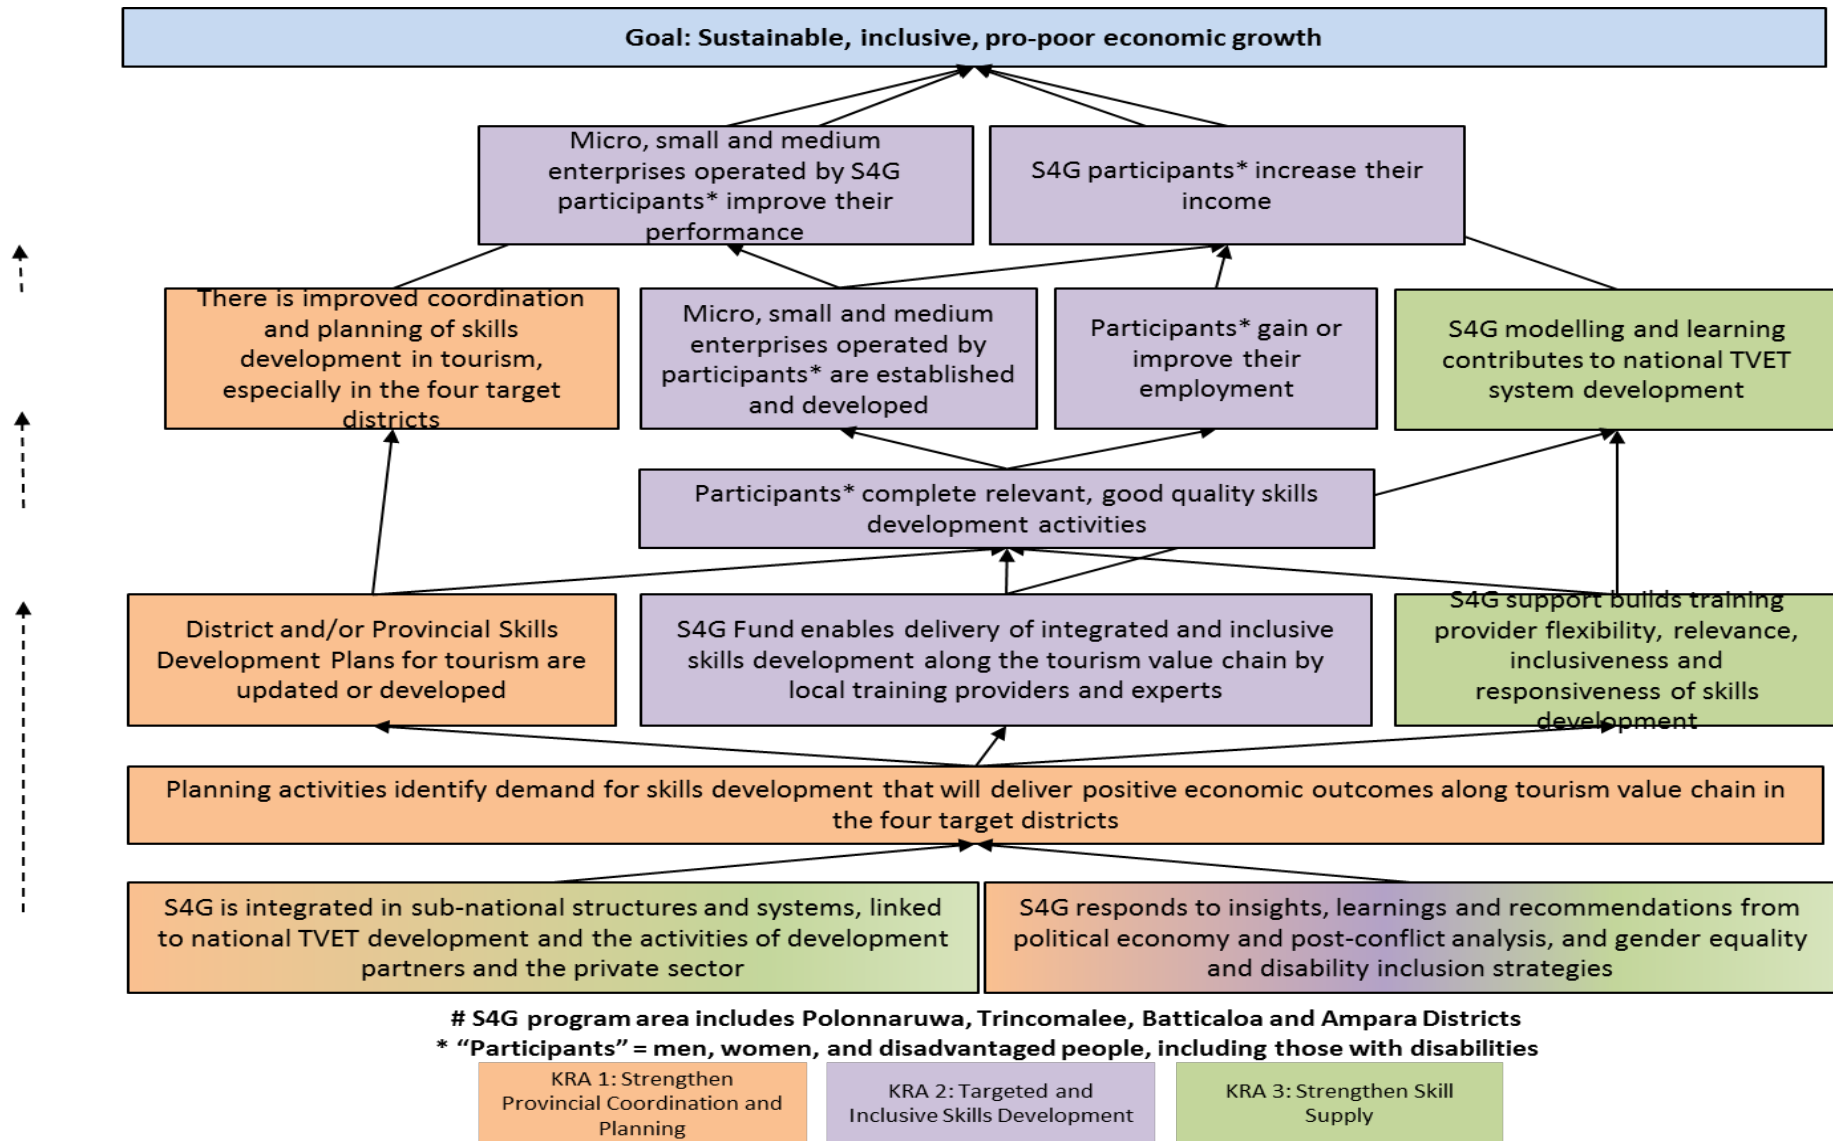 Goal: Sustainable, inclusive, pro-poor economic growth
Micro, small and medium
enterprises operated by S4G
participants* improve their
performance
S4G participants* increase their
income
There is improved coordination
and planning of skills
development in tourism,
especially in the four target
districts
Micro, small and medium
enterprises operated by
participants* are established
and developed
Participants* gain or
improve their
employment
S4G modelling and learning
contributes to national TVET
system development
Participants* complete relevant, good quality skills
development activities
District and/or Provincial Skills
Development Plans for tourism are
updated or developed
S4G Fund enables delivery of integrated and inclusive
skills development along the tourism value chain by
local training providers and experts
S4G support builds training
provider flexibility, relevance,
inclusiveness and
responsiveness of skills
development
Planning activities identify demand for skills development that will deliver positive economic outcomes along tourism value chain in
the four target districts
S4G is integrated in sub-national structures and systems, linked
to national TVET development and the activities of development
partners and the private sector
S4G responds to insights, learnings and recommendations from
political economy and post-conflict analysis, and gender equality
and disability inclusion strategies
# S4G program area includes Polonnaruwa, Trincomalee, Batticaloa and Ampara Districts
* “Participants” = men, women, and disadvantaged people, including those with disabilities
KRA 1: Strengthen
Provincial Coordination and
Planning
KRA 2: Targeted and
Inclusive Skills Development
KRA 3: Strengthen Skill
Supply